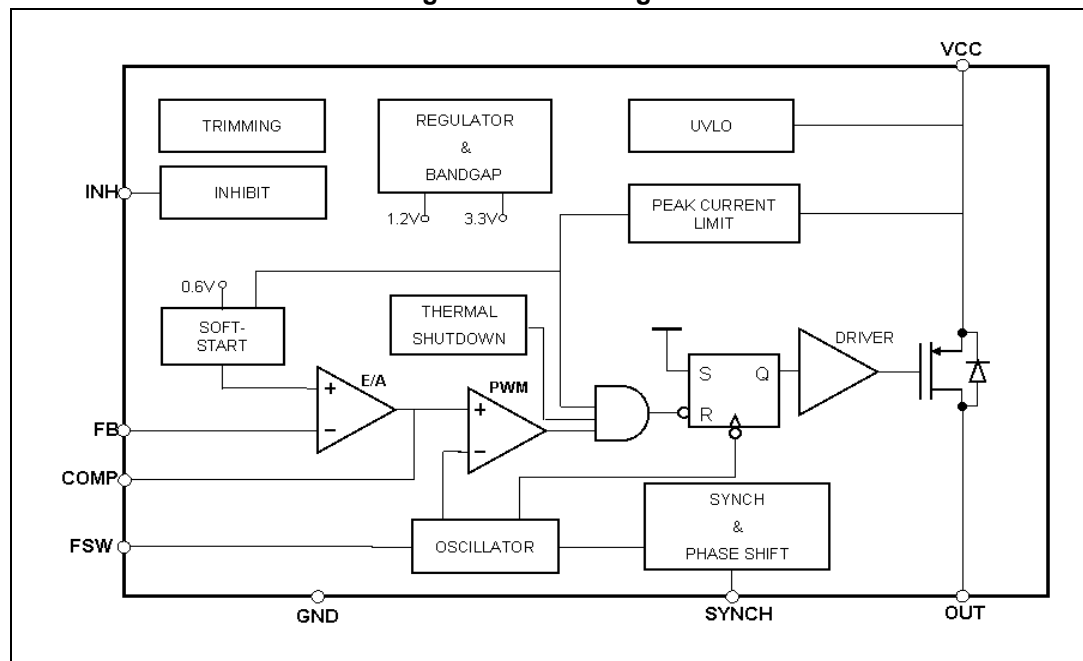 VCC
TRIMMING
REGULATOR
&
BANDGAP
UVLO
INH
INHIBIT
1.2V
3.3V
PEAK CURRENT
LIMIT
0.6V
SOFT-
START
THERMAL
SHUTDOWN
DRIVER
E/A
PWM
S
Q
R
+
−
+
−
FB
COMP
FSW
OSCILLATOR
SYNCH
&
PHASE SHIFT
GND
SYNCH
OUT